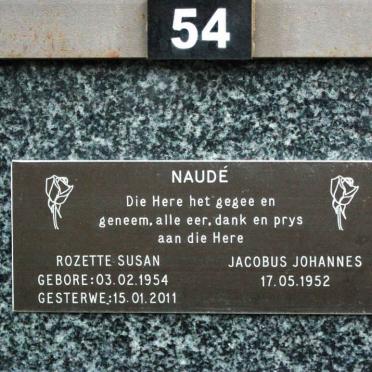 54
NAUDÉ
Die Here het gegee en
geneem, alle eer, dank en prys
aan die Here
ROZETTE SUSAN
GEBORE: 03.02.1954
GESTERWE: 15.01.2011
JACOBUS JOHANNES
17.05.1952